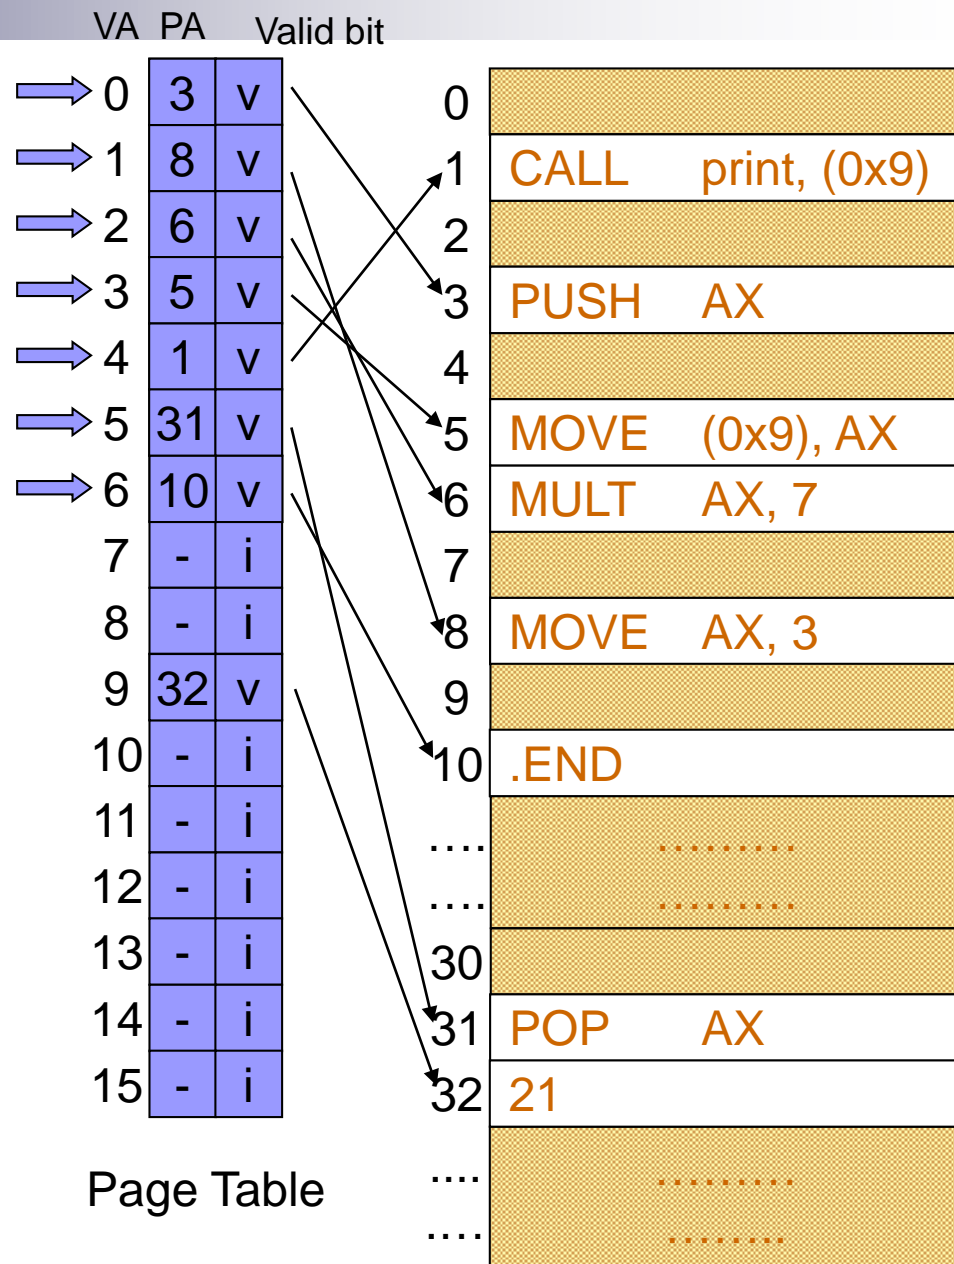 VA PA Valid bit
0 3 v
1 8 v
2 6 v
3 5 v
4 1 v
5 31 v
6 10 v
7 - i
8 - i
9 32 v
10 - i
11 - i
12 - i
13 - i
14 - i
15 - i
Page Table
0
1 CALL print, (0x9)
2
3 PUSH AX
4
5 MOVE (0x9), AX
6 MULT AX, 7
7
8 MOVE AX, 3
9
10 .END
.... .........
.... .........
30
31 POP AX
32 21
.... .........
.... ........